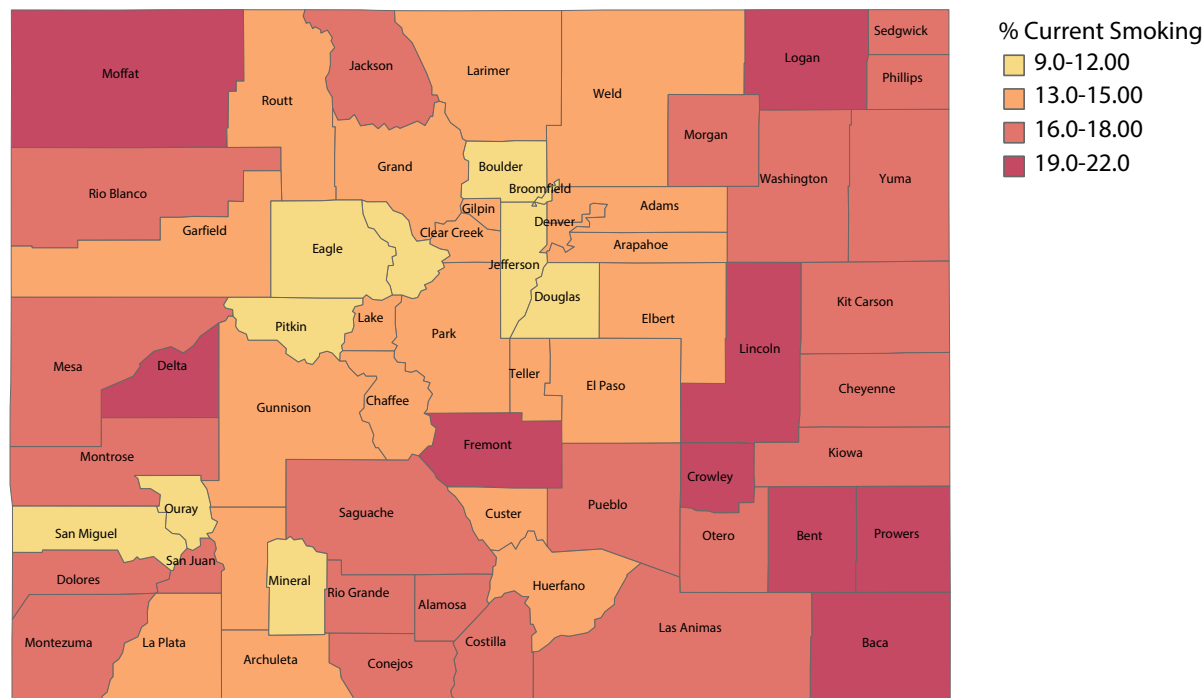 % Current Smoking
9.0-12.00
13.0-15.00
16.0-18.00
19.0-22.0
Moffat
Routt
Jackson
Larimer
Weld
Logan
Sedgwick
Phillips
Morgan
Rio Blanco
Grand
Boulder
Broomfield
Washington
Yuma
Garfield
Eagle
Gilpin
Clear Creek
Denver
Adams
Arapahoe
Jefferson
Douglas
Pitkin
Lake
Park
Elbert
Kit Carson
Mesa
Delta
Gunnison
Chaffee
Teller
El Paso
Lincoln
Cheyenne
Montrose
Fremont
Crowley
Kiowa
Ouray
San Miguel
Saguache
Custer
Pueblo
Otero
Bent
Prowers
San Juan
Dolores
Mineral
Rio Grande
Alamosa
Huerfano
Montezuma
La Plata
Archuleta
Conejos
Costilla
Las Animas
Baca